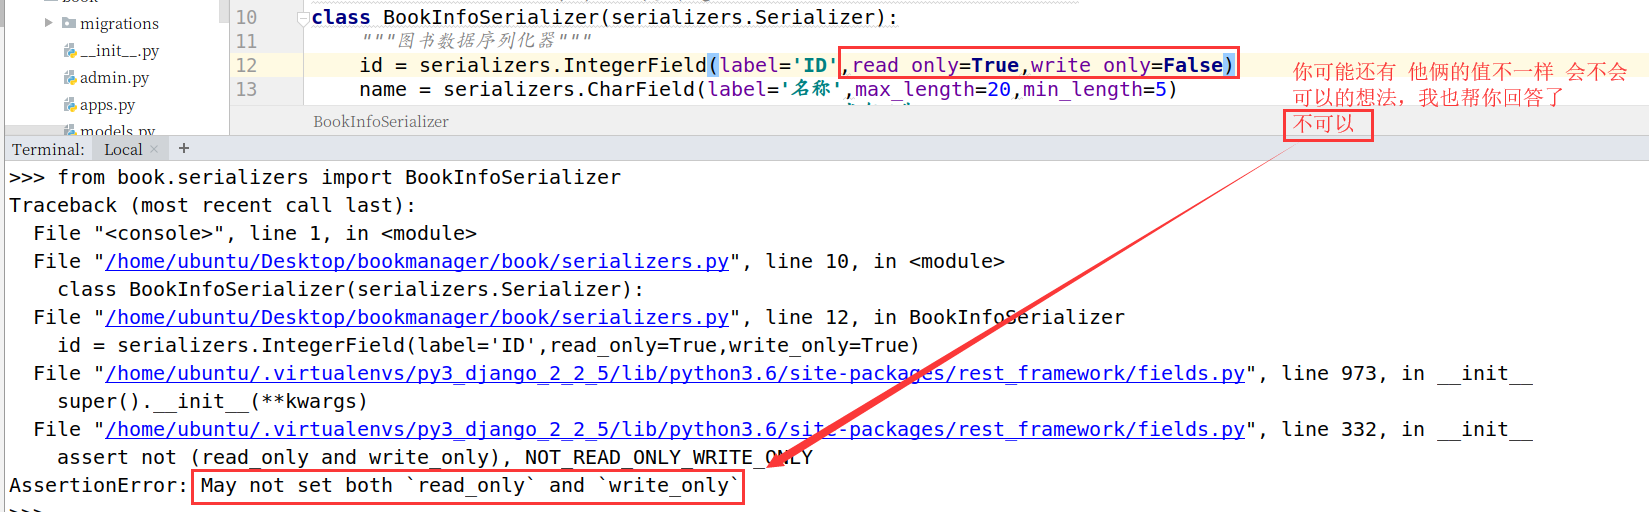 migrations
__init__.py
admin.py
apps.py
models.py
10 class BookInfoSerializer(serializers.Serializer):
11 """图书数据序列化器"""
12 id = serializers.IntegerField(label='ID',read_only=True,write_only=False)
13 name = serializers.CharField(label='名称',max_length=20,min_length=5)
BookInfoSerializer
你可能还有 他俩的值不一样 会不会
可以的想法，我也帮你回答了
不可以
Terminal: Local × +
>>> from book.serializers import BookInfoSerializer
Traceback (most recent call last):
File "<console>", line 1, in <module>
File "/home/ubuntu/Desktop/bookmanager/book/serializers.py", line 10, in <module>
class BookInfoSerializer(serializers.Serializer):
File "/home/ubuntu/Desktop/bookmanager/book/serializers.py", line 12, in BookInfoSerializer
id = serializers.IntegerField(label='ID',read_only=True,write_only=True)
File "/home/ubuntu/.virtualenvs/py3_django_2_2_5/lib/python3.6/site-packages/rest_framework/fields.py", line 973, in __init__
super().__init__(**kwargs)
File "/home/ubuntu/.virtualenvs/py3_django_2_2_5/lib/python3.6/site-packages/rest_framework/fields.py", line 332, in __init__
assert not (read_only and write_only), NOT_READ_ONLY_WRITE_ONLY
AssertionError: May not set both `read_only` and `write_only`
>>>